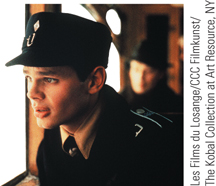 Les Films du Losange/CCC Filmkunst/
The Kobal Collection at Art Resource, NY